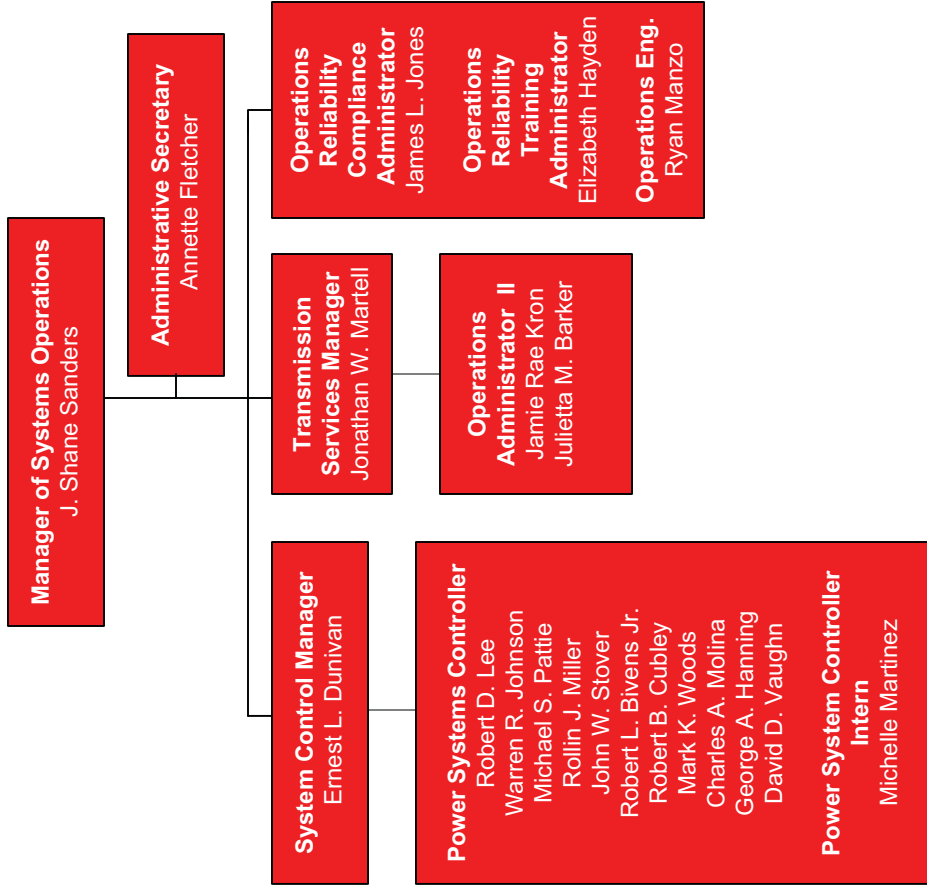 Manager of Systems Operations
J. Shane Sanders
Administrative Secretary
Annette Fletcher
System Control Manager
Ernest L. Dunivan
Power Systems Controller
Robert D. Lee
Warren R. Johnson
Michael S. Pattie
Rollin J. Miller
John W. Stover
Robert L. Bivens Jr.
Robert B. Cubley
Mark K. Woods
Charles A. Molina
George A. Hanning
David D. Vaughn
Power System Controller
Intern
Michelle Martinez
Transmission
Services Manager
Jonathan W. Martell
Operations
Administrator II
Jamie Rae Kron
Julietta M. Barker
Operations
Reliability
Compliance
Administrator
James L. Jones
Operations
Reliability
Training
Administrator
Elizabeth Hayden
Operations Eng.
Ryan Manzo